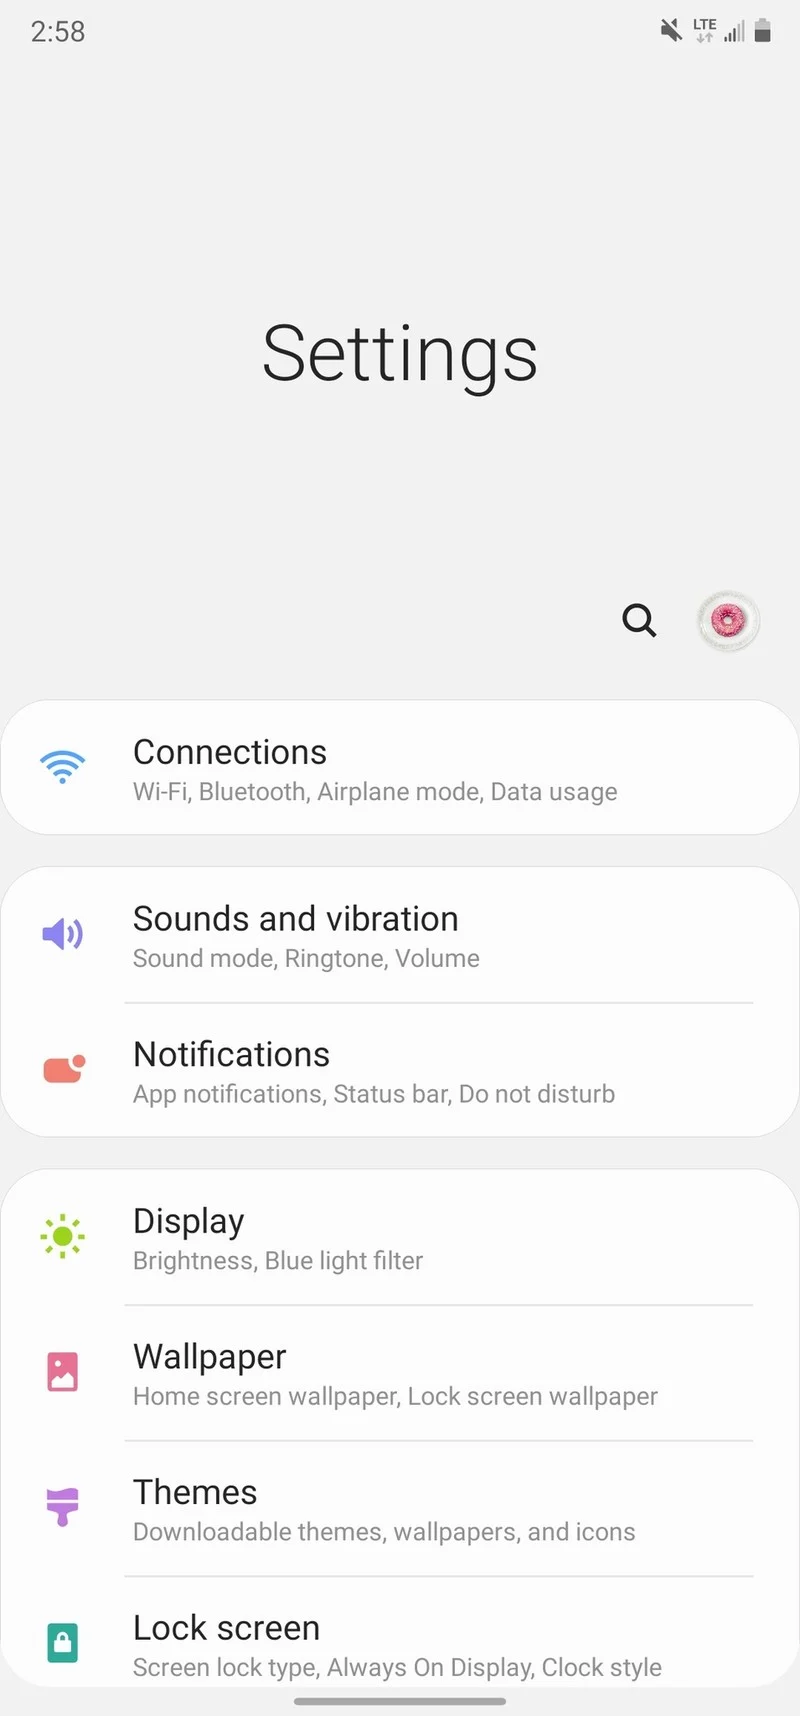 2:58
LTE
Settings
Connections
Wi-Fi, Bluetooth, Airplane mode, Data usage
Sounds and vibration
Sound mode, Ringtone, Volume
Notifications
App notifications, Status bar, Do not disturb
Display
Brightness, Blue light filter
Wallpaper
Home screen wallpaper, Lock screen wallpaper
Themes
Downloadable themes, wallpapers, and icons
Lock screen
Screen lock type, Always On Display, Clock style